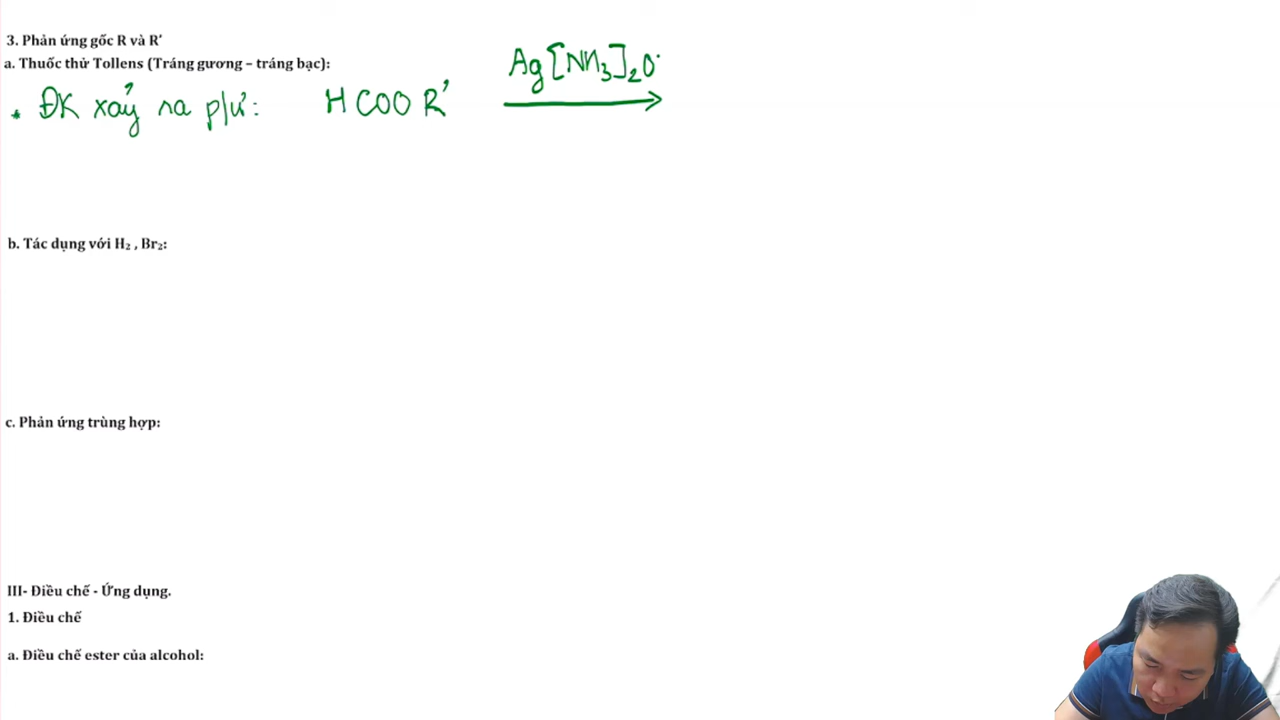 3. Phản ứng gốc R và R'
a. Thuốc thử Tollens (Tráng gương – tráng bạc):
Ag[NH₃]₂O
* ĐK xảy ra p/ư: HCOOR'
b. Tác dụng với H₂ , Br₂:
c. Phản ứng trùng hợp:
III- Điều chế - Ứng dụng.
1. Điều chế
a. Điều chế ester của alcohol: